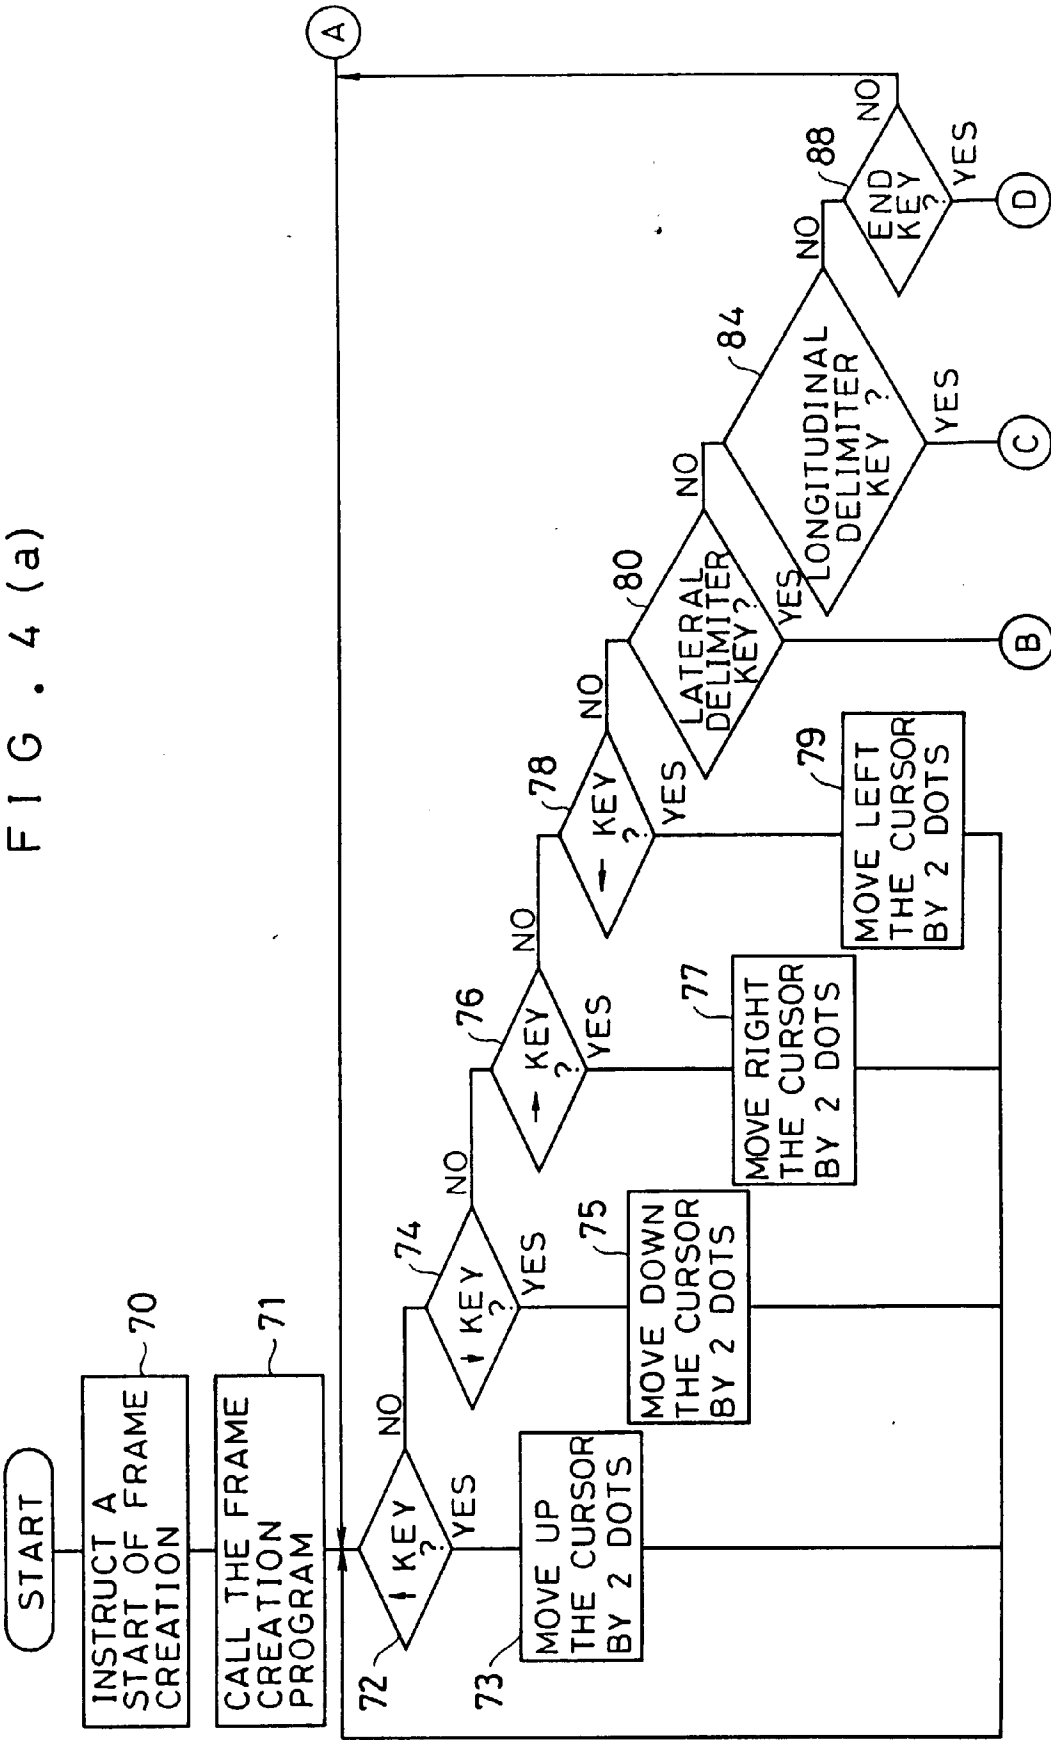 FIG. 4(a)
START
INSTRUCT A
START OF FRAME
CREATION
70
CALL THE FRAME
CREATION
PROGRAM
71
A
72
↑ KEY
?
NO
YES
73
MOVE UP
THE CURSOR
BY 2 DOTS
74
↓ KEY
?
NO
YES
75
MOVE DOWN
THE CURSOR
BY 2 DOTS
76
→ KEY
?
NO
YES
77
MOVE RIGHT
THE CURSOR
BY 2 DOTS
78
← KEY
?
NO
YES
79
MOVE LEFT
THE CURSOR
BY 2 DOTS
80
LATERAL
DELIMITER
KEY?
NO
YES
B
84
LONGITUDINAL
DELIMITER
KEY ?
NO
YES
C
88
END
KEY
?
NO
YES
D